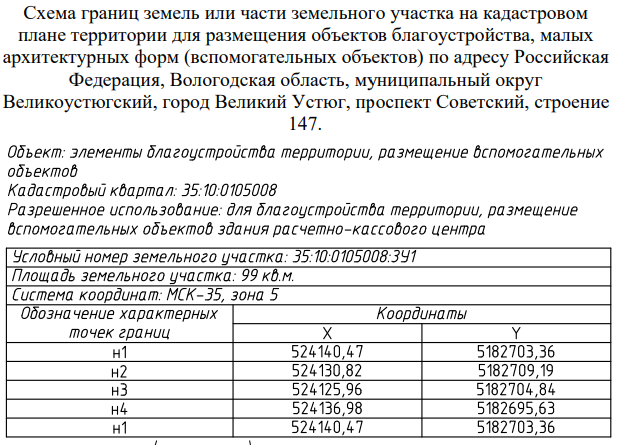 Схема границ земель или части земельного участка на кадастровом
плане территории для размещения объектов благоустройства, малых
архитектурных форм (вспомогательных объектов) по адресу Российская
Федерация, Вологодская область, муниципальный округ
Великоустюгский, город Великий Устюг, проспект Советский, строение
147.
Объект: элементы благоустройства территории, размещение вспомогательных
объектов
Кадастровый квартал: 35:10:0105008
Разрешенное использование: для благоустройства территории, размещение
вспомогательных объектов здания расчетно-кассового центра
Условный номер земельного участка: 35:10:0105008:ЗУ1
Площадь земельного участка: 99 кв.м.
Система координат: МСК-35, зона 5
Обозначение характерных точек границ Координаты
X Y
н1 524140,47 5182703,36
н2 524130,82 5182709,19
н3 524125,96 5182704,84
н4 524136,98 5182695,63
н1 524140,47 5182703,36